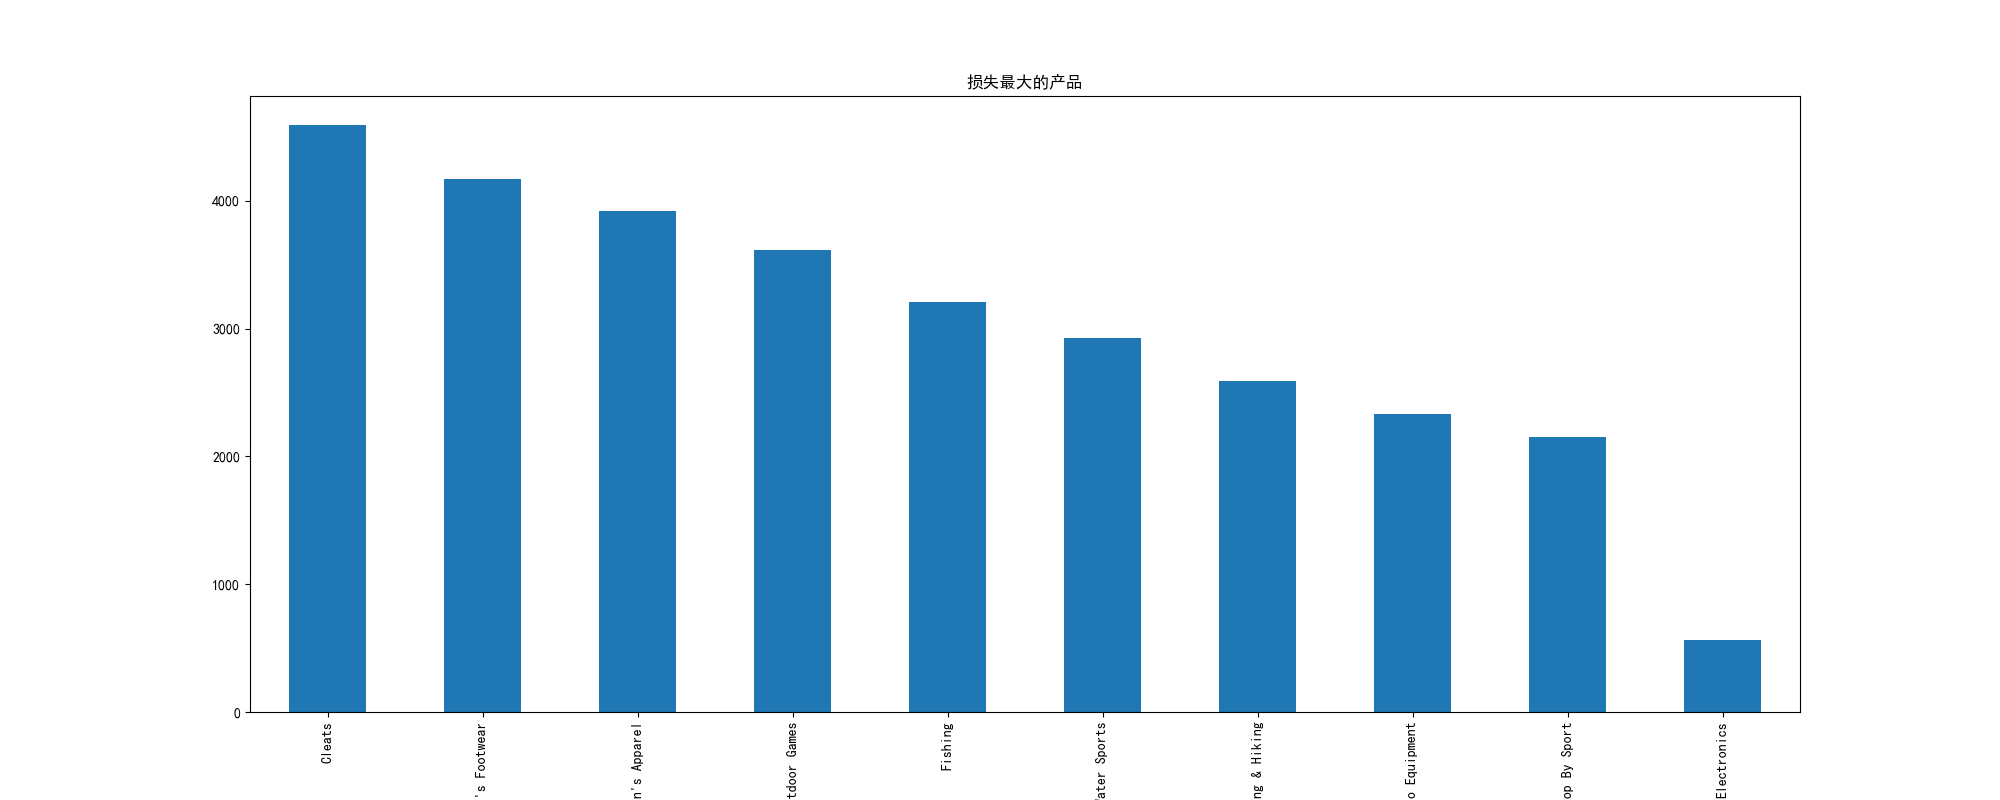 损失最大的产品
4000
3000
2000
1000
0
Cleats
's Footwear
n's Apparel
tdoor Games
Fishing
Water Sports
ng & Hiking
o Equipment
op By Sport
Electronics